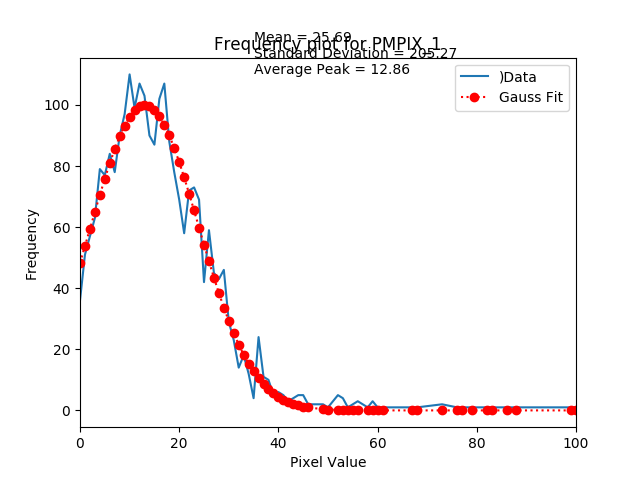 Mean = 25.69
Frequency plot for PMPIX_1
Standard Deviation = 205.27
Average Peak = 12.86
)Data
Gauss Fit
Frequency
100
80
60
40
20
0
0 20 40 60 80 100
Pixel Value